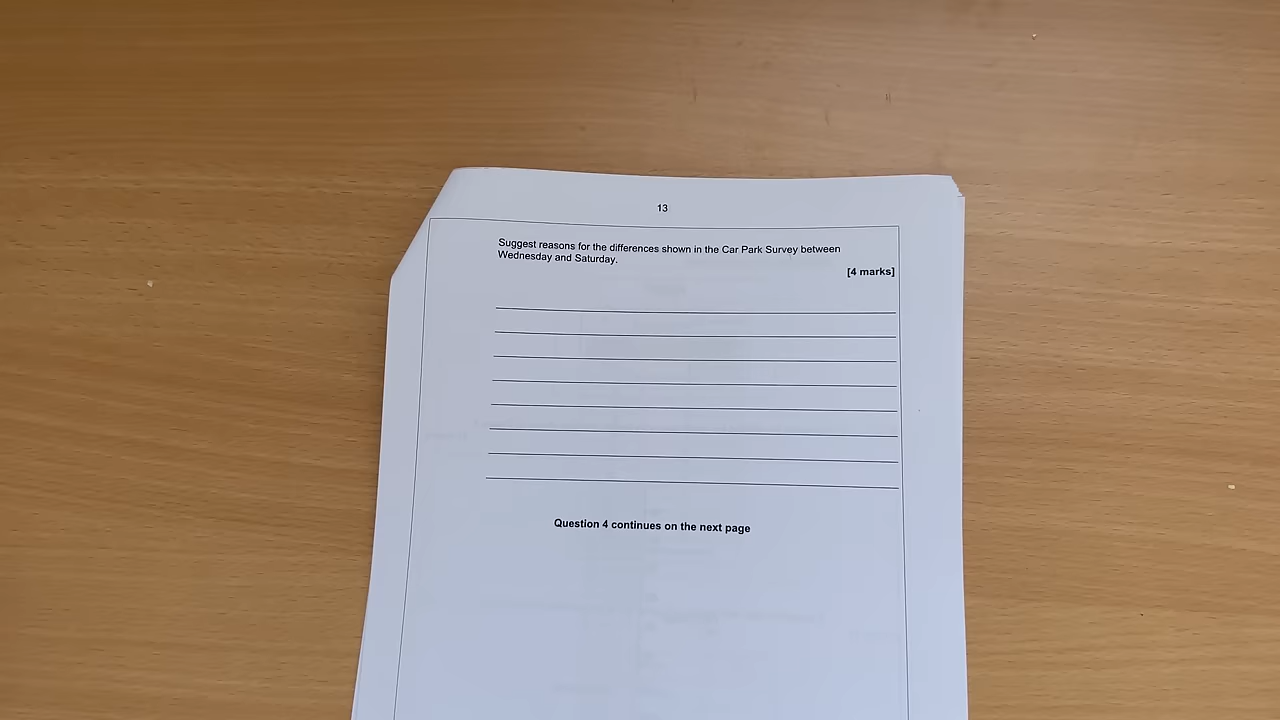 13
Suggest reasons for the differences shown in the Car Park Survey between
Wednesday and Saturday.
[4 marks]
Question 4 continues on the next page